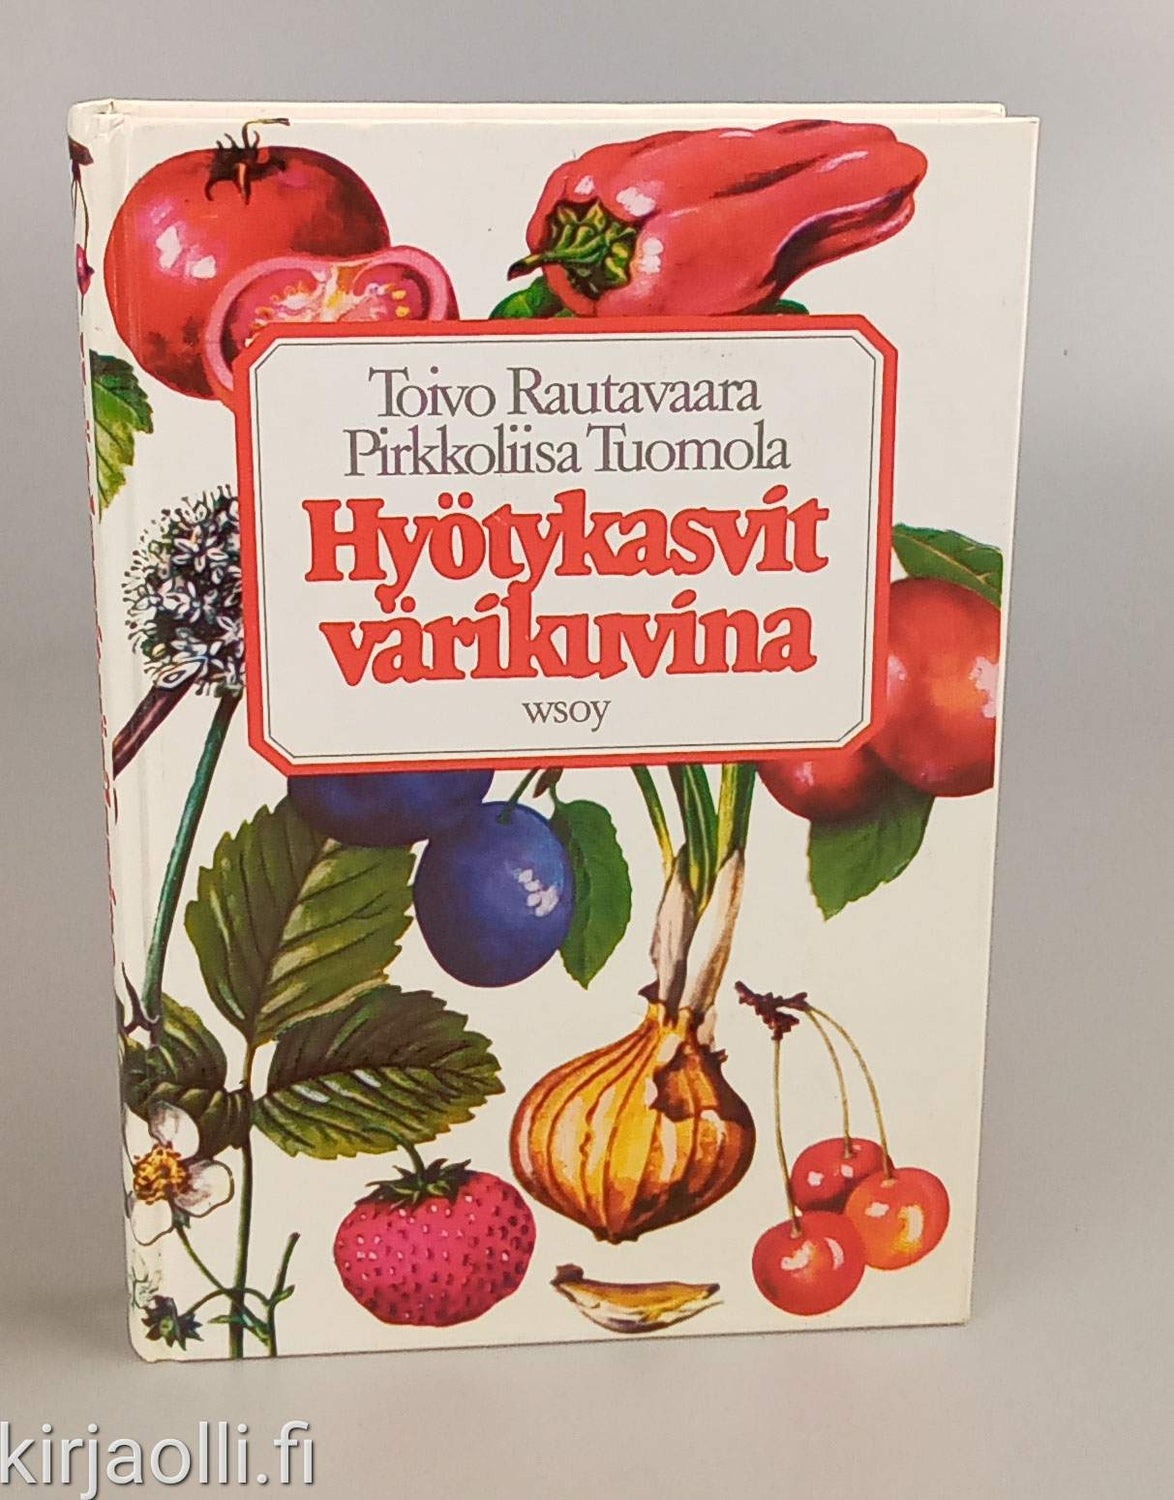 Toivo Rautavaara
Pirkkoliisa Tuomola
Hyötykasvit
värikuvina
wsoy
kirjaolli.fi